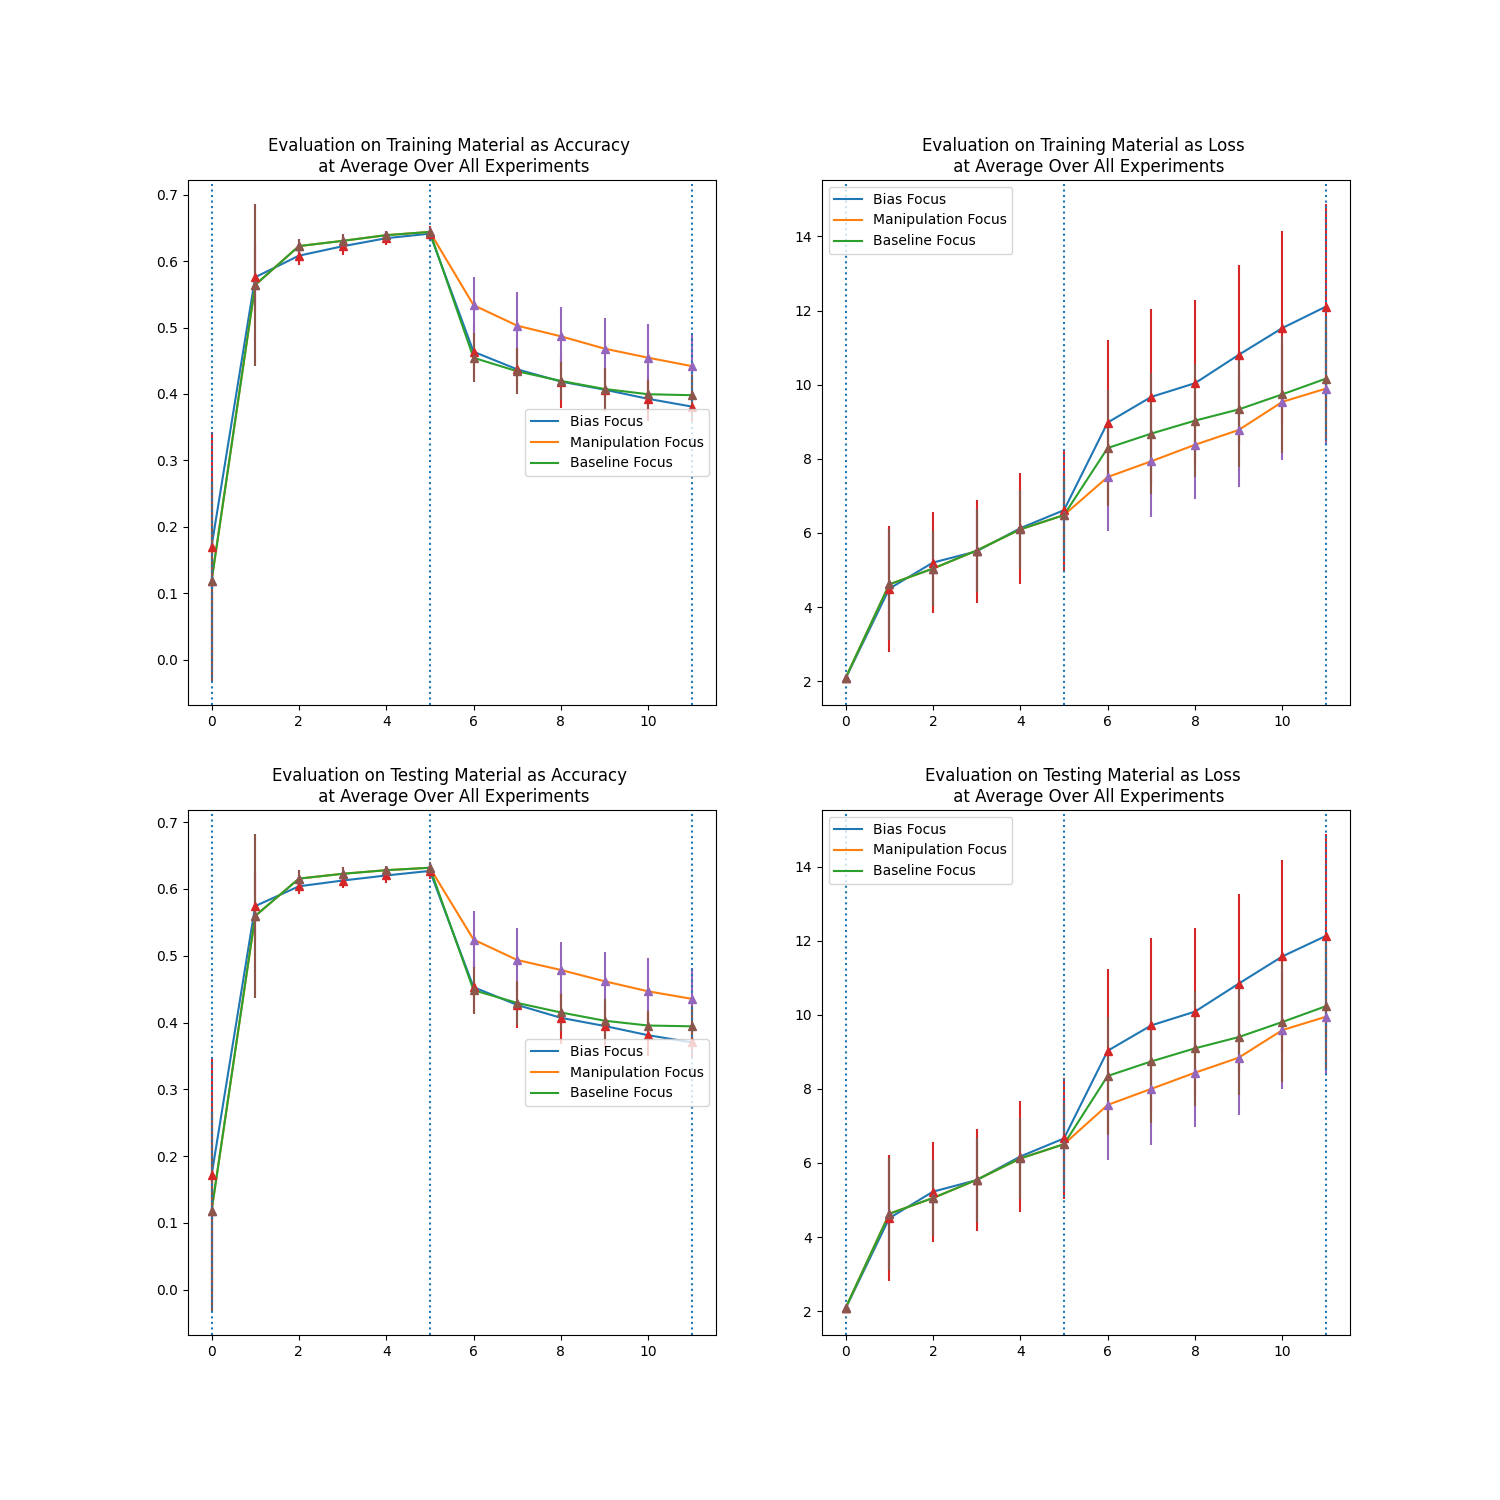 Evaluation on Training Material as Accuracy
at Average Over All Experiments
0.7
0.6
0.5
0.4
0.3
0.2
0.1
0.0
0 2 4 6 8 10
Bias Focus
Manipulation Focus
Baseline Focus
Evaluation on Training Material as Loss
at Average Over All Experiments
14
12
10
8
6
4
2
0 2 4 6 8 10
Bias Focus
Manipulation Focus
Baseline Focus
Evaluation on Testing Material as Accuracy
at Average Over All Experiments
0.7
0.6
0.5
0.4
0.3
0.2
0.1
0.0
0 2 4 6 8 10
Bias Focus
Manipulation Focus
Baseline Focus
Evaluation on Testing Material as Loss
at Average Over All Experiments
14
12
10
8
6
4
2
0 2 4 6 8 10
Bias Focus
Manipulation Focus
Baseline Focus